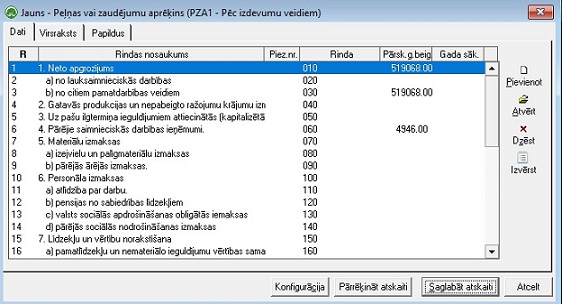 Jauns - Peļņas vai zaudējumu aprēķins (PZA1 - Pēc izdevumu veidiem)
Dati Virsraksts Papildus
R Rindas nosaukums Piez.nr. Rinda Pārsk.g.beig Gada sāk.
1 1. Neto apgrozījums 010 519068.00
2 a) no lauksaimnieciskās darbības 020
3 b) no citiem pamatdarbības veidiem 030 519068.00
4 2. Gatavās produkcijas un nepabeigto ražojumu krājumu izn 040
5 3. Uz pašu ilgtermiņa ieguldījumiem attiecinātās (kapitalizētā 050
6 4. Pārējie saimnieciskās darbības ieņēmumi. 060 4946.00
7 5. Materiālu izmaksas 070
8 a) izejvielu un palīgmateriālu izmaksas 080
9 b) pārējās ārējās izmaksas. 090
10 6. Personāla izmaksas 100
11 a) atlīdzība par darbu. 110
12 b) pensijas no sabiedrības līdzekļiem 120
13 c) valsts sociālās apdrošināšanas obligātās iemaksas 130
14 d) pārējās sociālās nodrošināšanas izmaksas 140
15 7. Līdzekļu un vērtību norakstīšana 150
16 a) pamatlīdzekļu un nemateriālo ieguldījumu vērtības sama 160
Pievienot
Atvērt
Dzēst
Izvērst
Konfigurācija Pārrēķināt atskaiti Saglabāt atskaiti Atcelt